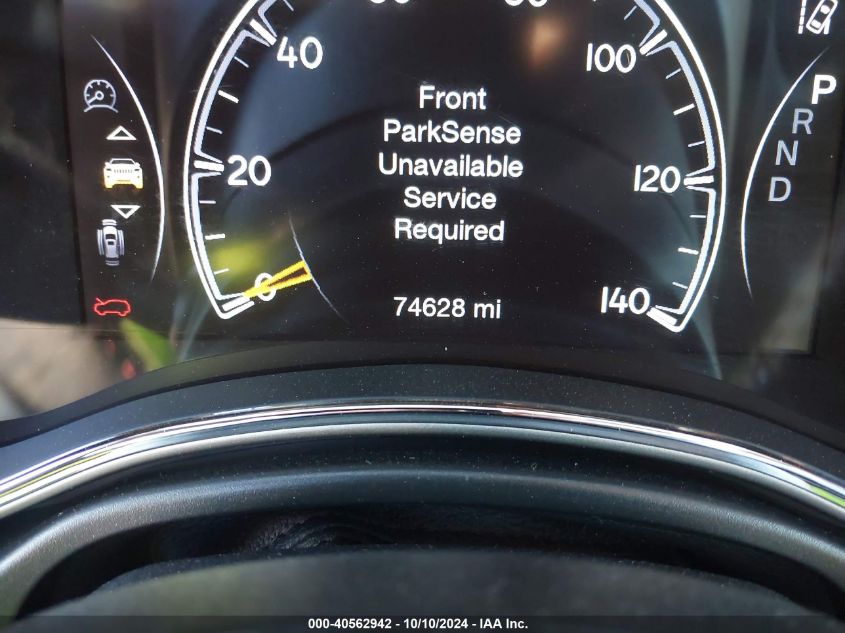 40
100
Front
ParkSense
Unavailable
Service
Required
20
120
0
140
74628 mi
P
R
N
D
000-40562942 - 10/10/2024 - IAA Inc.